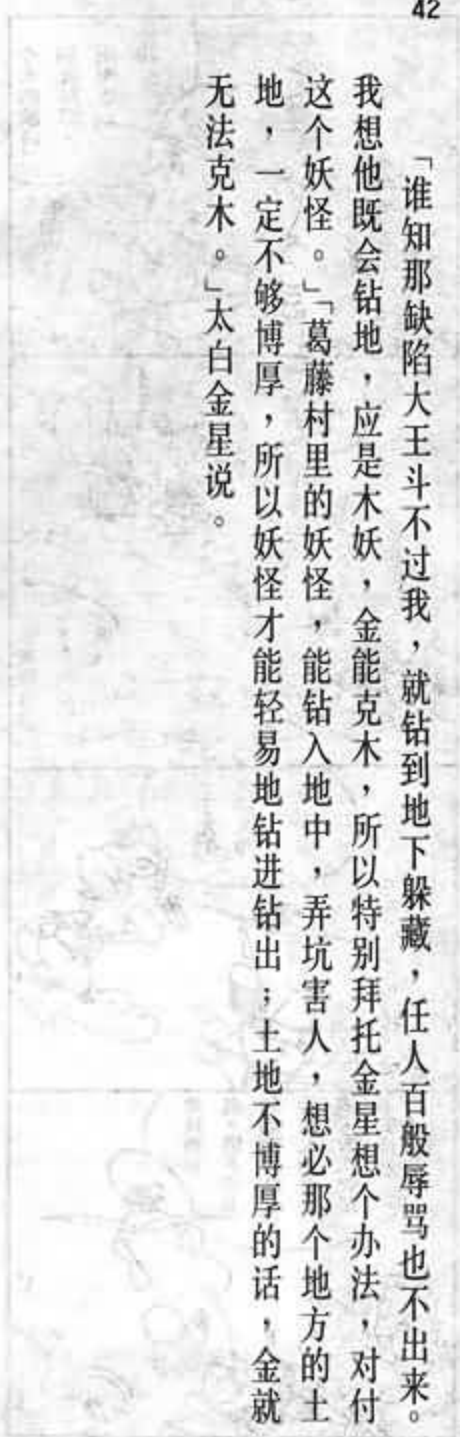 42
「谁知那缺陷大王斗不过我，就钻到地下躲藏，任人百般辱骂也不出来。
我想他既会钻地，应是木妖，金能克木，所以特别拜托金星想个办法，对付
这个妖怪。」「葛藤村里的妖怪，能钻入地中，弄坑害人，想必那个地方的土
地，一定不够博厚，所以妖怪才能轻易地钻进钻出；土地不博厚的话，金就
无法克木。」太白金星说。